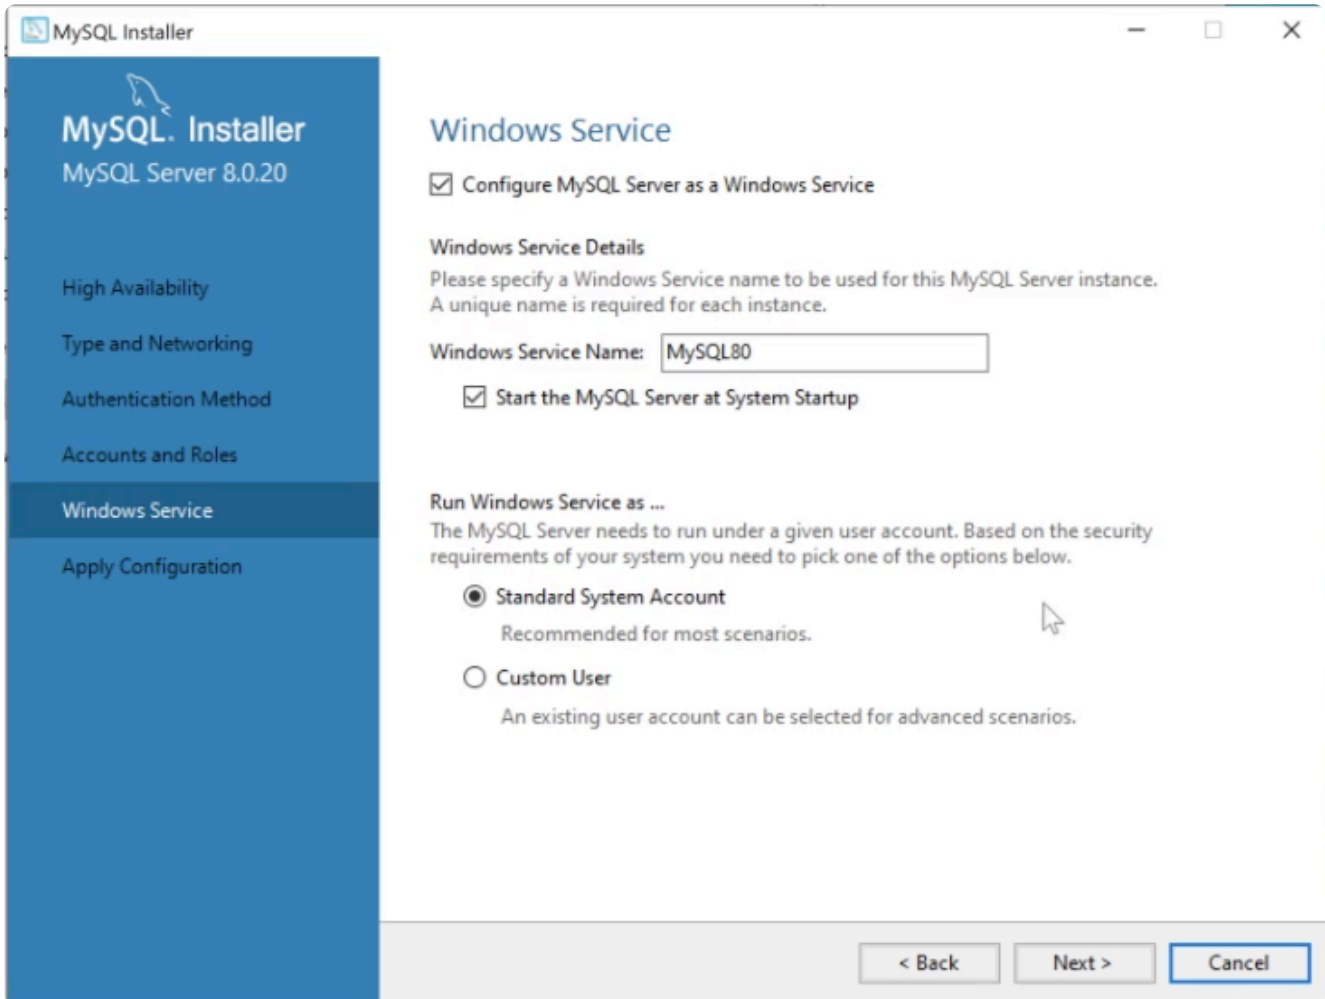 MySQL Installer
MySQL. Installer
MySQL Server 8.0.20
High Availability
Type and Networking
Authentication Method
Accounts and Roles
Windows Service
Apply Configuration
Windows Service
Configure MySQL Server as a Windows Service
Windows Service Details
Please specify a Windows Service name to be used for this MySQL Server instance.
A unique name is required for each instance.
Windows Service Name: MySQL80
Start the MySQL Server at System Startup
Run Windows Service as ...
The MySQL Server needs to run under a given user account. Based on the security
requirements of your system you need to pick one of the options below.
Standard System Account
Recommended for most scenarios.
Custom User
An existing user account can be selected for advanced scenarios.
< Back Next > Cancel